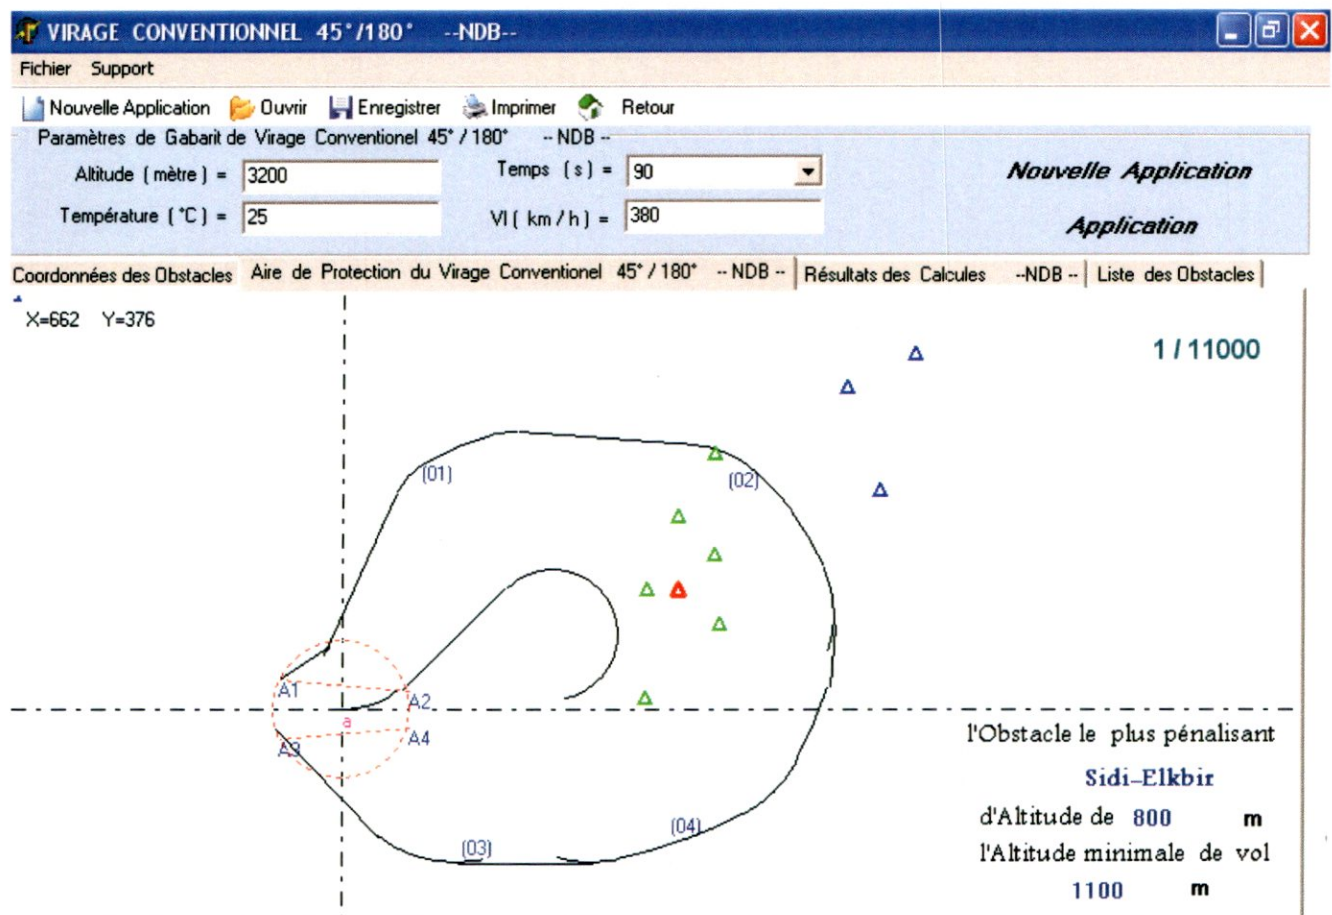 VIRAGE CONVENTIONNEL 45°/180° --NDB--
Fichier Support
Nouvelle Application Ouvrir Enregistrer Imprimer Retour
Paramètres de Gabarit de Virage Conventionel 45° / 180° -- NDB --
Altitude ( mètre ) = 3200 Temps ( s ) = 90 Nouvelle Application
Température ( °C ) = 25 VI ( km / h ) = 380 Application
Coordonnées des Obstacles Aire de Protection du Virage Conventionel 45° / 180° -- NDB -- Résultats des Calcules --NDB -- Liste des Obstacles
X=662 Y=376
1 / 11000
(01)
(02)
A1
A2
a
A4
A3
l'Obstacle le plus pénalisant
Sidi-Elkbir
d'Altitude de 800 m
(04)
(03)
l'Altitude minimale de vol
1100 m